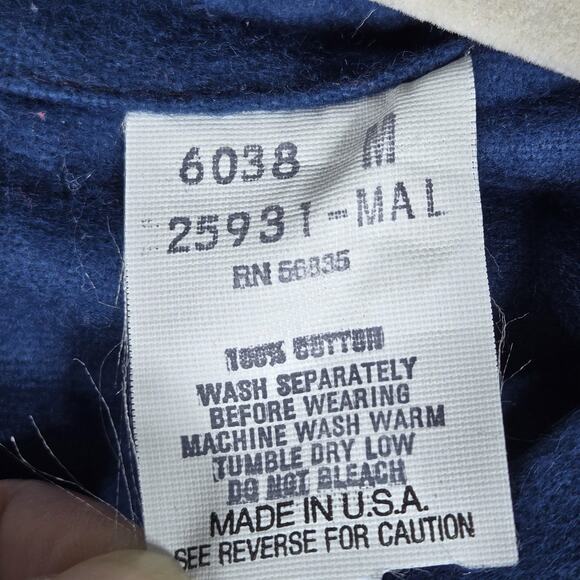 6038 M
25931-MAL
RN 56835
100% COTTON
WASH SEPARATELY
BEFORE WEARING
MACHINE WASH WARM
TUMBLE DRY LOW
DO NOT BLEACH
MADE IN U.S.A.
SEE REVERSE FOR CAUTION